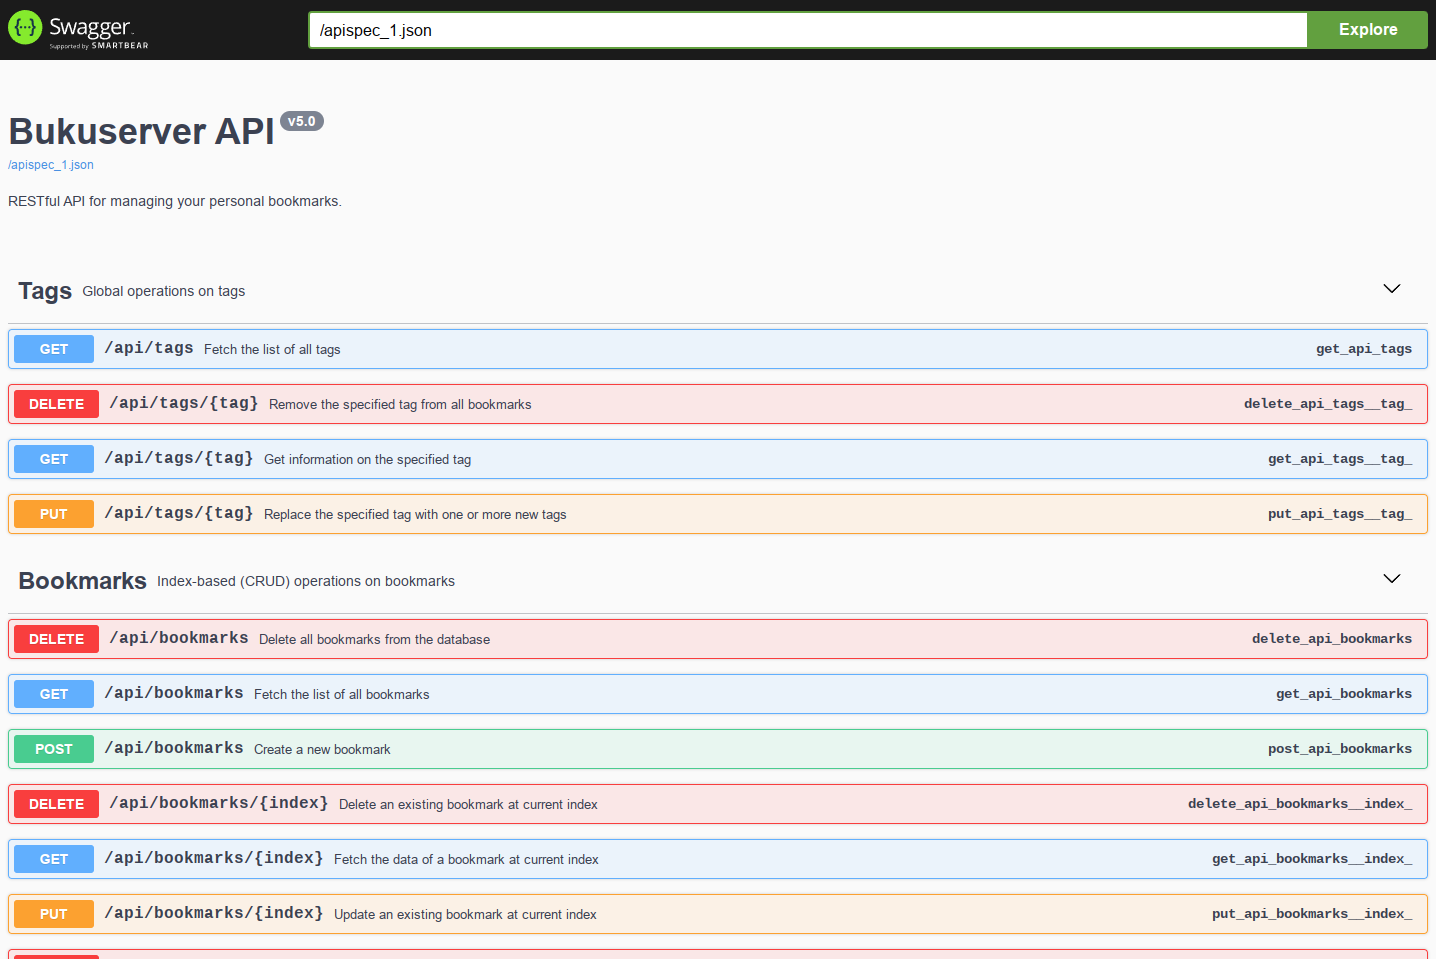 Swagger
Supported by SMARTBEAR
/apispec_1.json
Explore
Bukuserver API v5.0
/apispec_1.json
RESTful API for managing your personal bookmarks.
Tags Global operations on tags
GET /api/tags Fetch the list of all tags get_api_tags
DELETE /api/tags/{tag} Remove the specified tag from all bookmarks delete_api_tags__tag_
GET /api/tags/{tag} Get information on the specified tag get_api_tags__tag_
PUT /api/tags/{tag} Replace the specified tag with one or more new tags put_api_tags__tag_
Bookmarks Index-based (CRUD) operations on bookmarks
DELETE /api/bookmarks Delete all bookmarks from the database delete_api_bookmarks
GET /api/bookmarks Fetch the list of all bookmarks get_api_bookmarks
POST /api/bookmarks Create a new bookmark post_api_bookmarks
DELETE /api/bookmarks/{index} Delete an existing bookmark at current index delete_api_bookmarks__index_
GET /api/bookmarks/{index} Fetch the data of a bookmark at current index get_api_bookmarks__index_
PUT /api/bookmarks/{index} Update an existing bookmark at current index put_api_bookmarks__index_